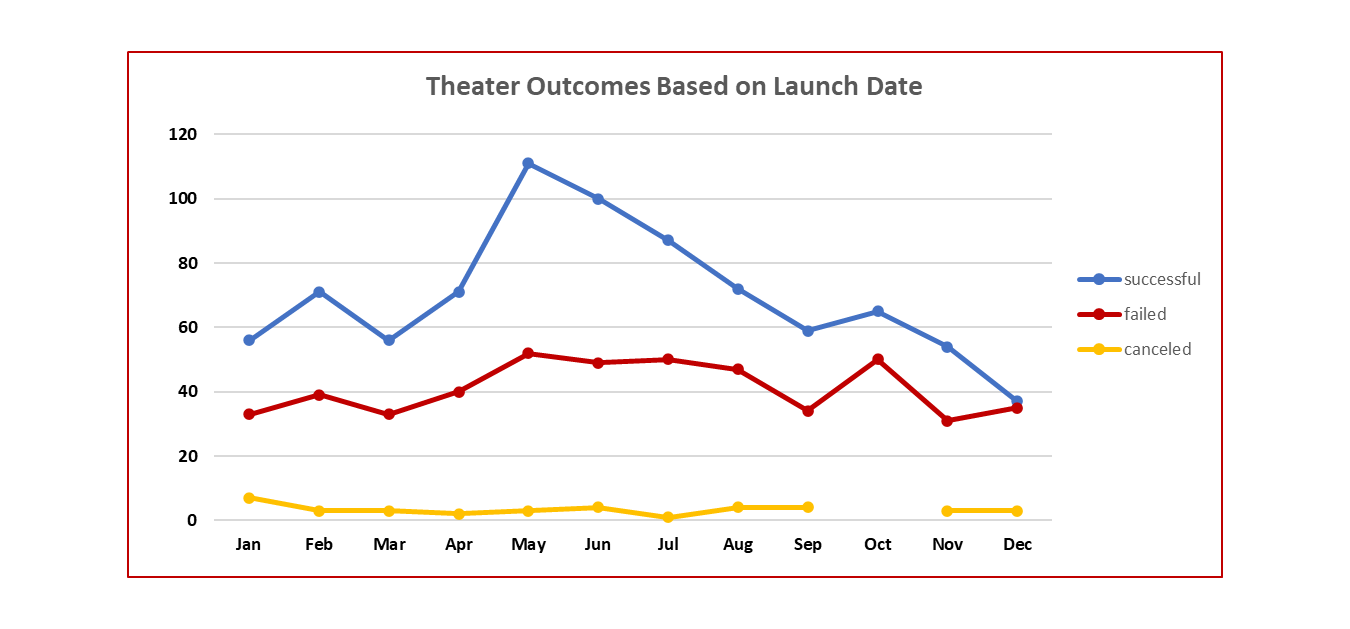 Theater Outcomes Based on Launch Date
120
100
80
60
40
20
0
Jan Feb Mar Apr May Jun Jul Aug Sep Oct Nov Dec
successful
failed
canceled